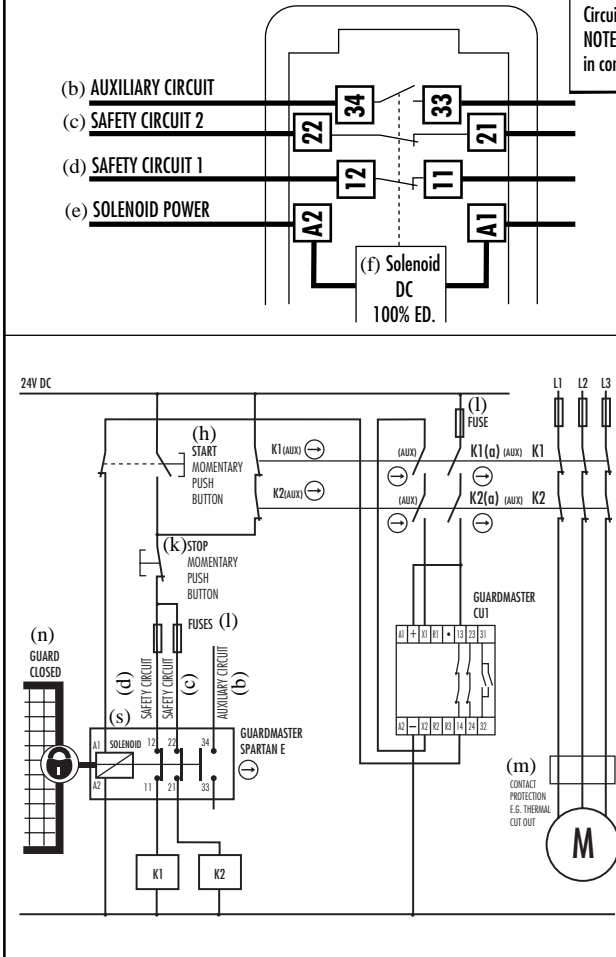 Circui
NOTE
in con
(b) AUXILIARY CIRCUIT
34
33
(c) SAFETY CIRCUIT 2
22
21
(d) SAFETY CIRCUIT 1
12
11
(e) SOLENOID POWER
A2
A1
(f) Solenoid
DC
100% ED.
24V DC
L1 L2 L3
(l)
FUSE
(h)
START
MOMENTARY
PUSH
BUTTON
K1(AUX)
(AUX)
K1(a) (AUX) K1
K2(AUX)
(AUX)
K2(a) (AUX) K2
(k) STOP
MOMENTARY
PUSH
BUTTON
GUARDMASTER
CU1
FUSES (l)
A1 + X1 R1 • 13 23 31
(n)
GUARD
CLOSED
(d)
SAFETY CIRCUIT
SAFETY CIRCUIT
(c)
AUXILIARY CIRCUIT
(b)
(s)
A1 SOLENOID 12 22 34
GUARDMASTER
SPARTAN E
A2 11 21 33
A2 – X2 R2 R3 14 24 32
(m)
CONTACT
PROTECTION
E.G. THERMAL
CUT OUT
M
K1
K2